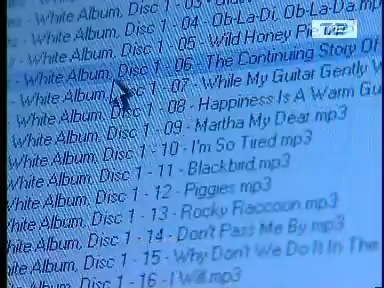 White Album, Disc 1 - 03
White Album, Disc 1 - 04 - Ob-La-Di, Ob-La-Da.mp
White Album, Disc 1 - 05 - Wild Honey Pie
- White Album, Disc 1 - 06 - The Continuing Story Of
- White Album, Disc 1 - 07 - While My Guitar Gently W
White Album, Disc 1 - 08 - Happiness Is A Warm Gu
White Album, Disc 1 - 09 - Martha My Dear.mp3
White Album, Disc 1 - 10 - I'm So Tired.mp3
White Album, Disc 1 - 11 - Blackbird.mp3
White Album, Disc 1 - 12 - Piggies.mp3
White Album, Disc 1 - 13 - Rocky Raccoon.mp3
White Album, Disc 1 - 14 - Don't Pass Me By.mp3
Album, Disc 1 - 15 - Why Don't We Do It In The
Album, Disc 1 - 16 - I Will.mp3